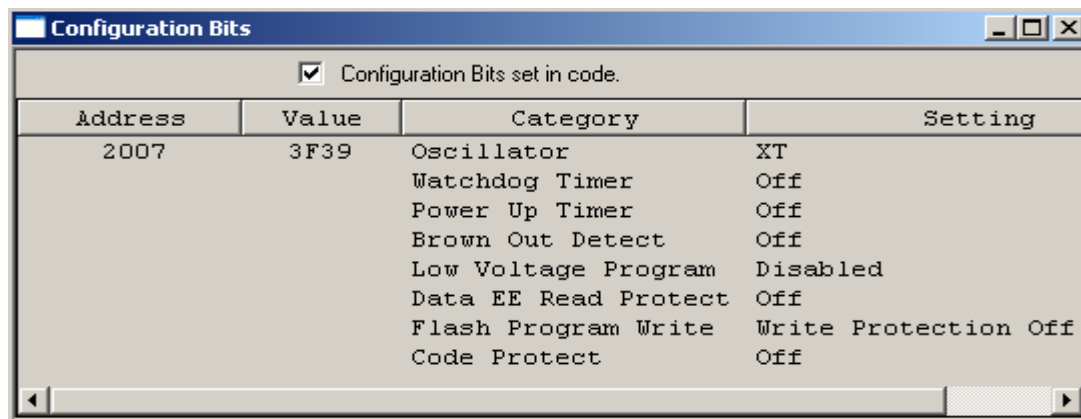 Configuration Bits
Configuration Bits set in code.
Address Value Category Setting
2007 3F39 Oscillator XT
Watchdog Timer Off
Power Up Timer Off
Brown Out Detect Off
Low Voltage Program Disabled
Data EE Read Protect Off
Flash Program Write Write Protection Off
Code Protect Off